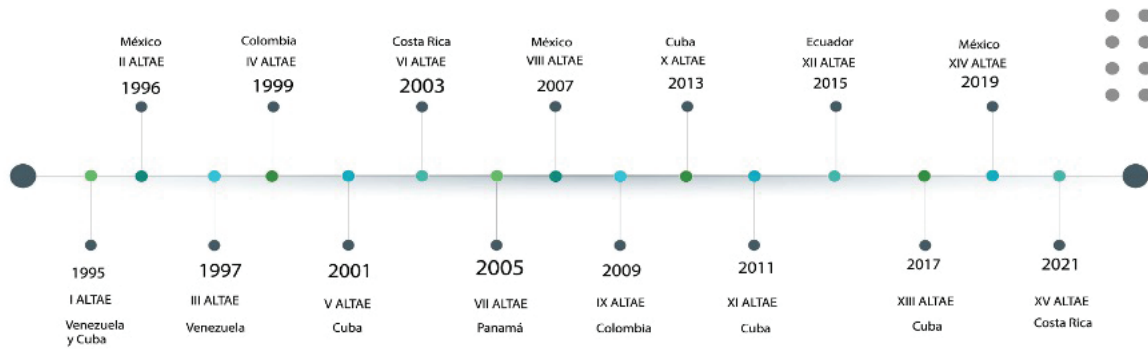 México
II ALTAE
1996
Colombia
IV ALTAE
1999
Costa Rica
VI ALTAE
2003
México
VIII ALTAE
2007
Cuba
X ALTAE
2013
Ecuador
XII ALTAE
2015
México
XIV ALTAE
2019
1995
I ALTAE
Venezuela
y Cuba
1997
III ALTAE
Venezuela
2001
V ALTAE
Cuba
2005
VII ALTAE
Panamá
2009
IX ALTAE
Colombia
2011
XI ALTAE
Cuba
2017
XIII ALTAE
Cuba
2021
XV ALTAE
Costa Rica